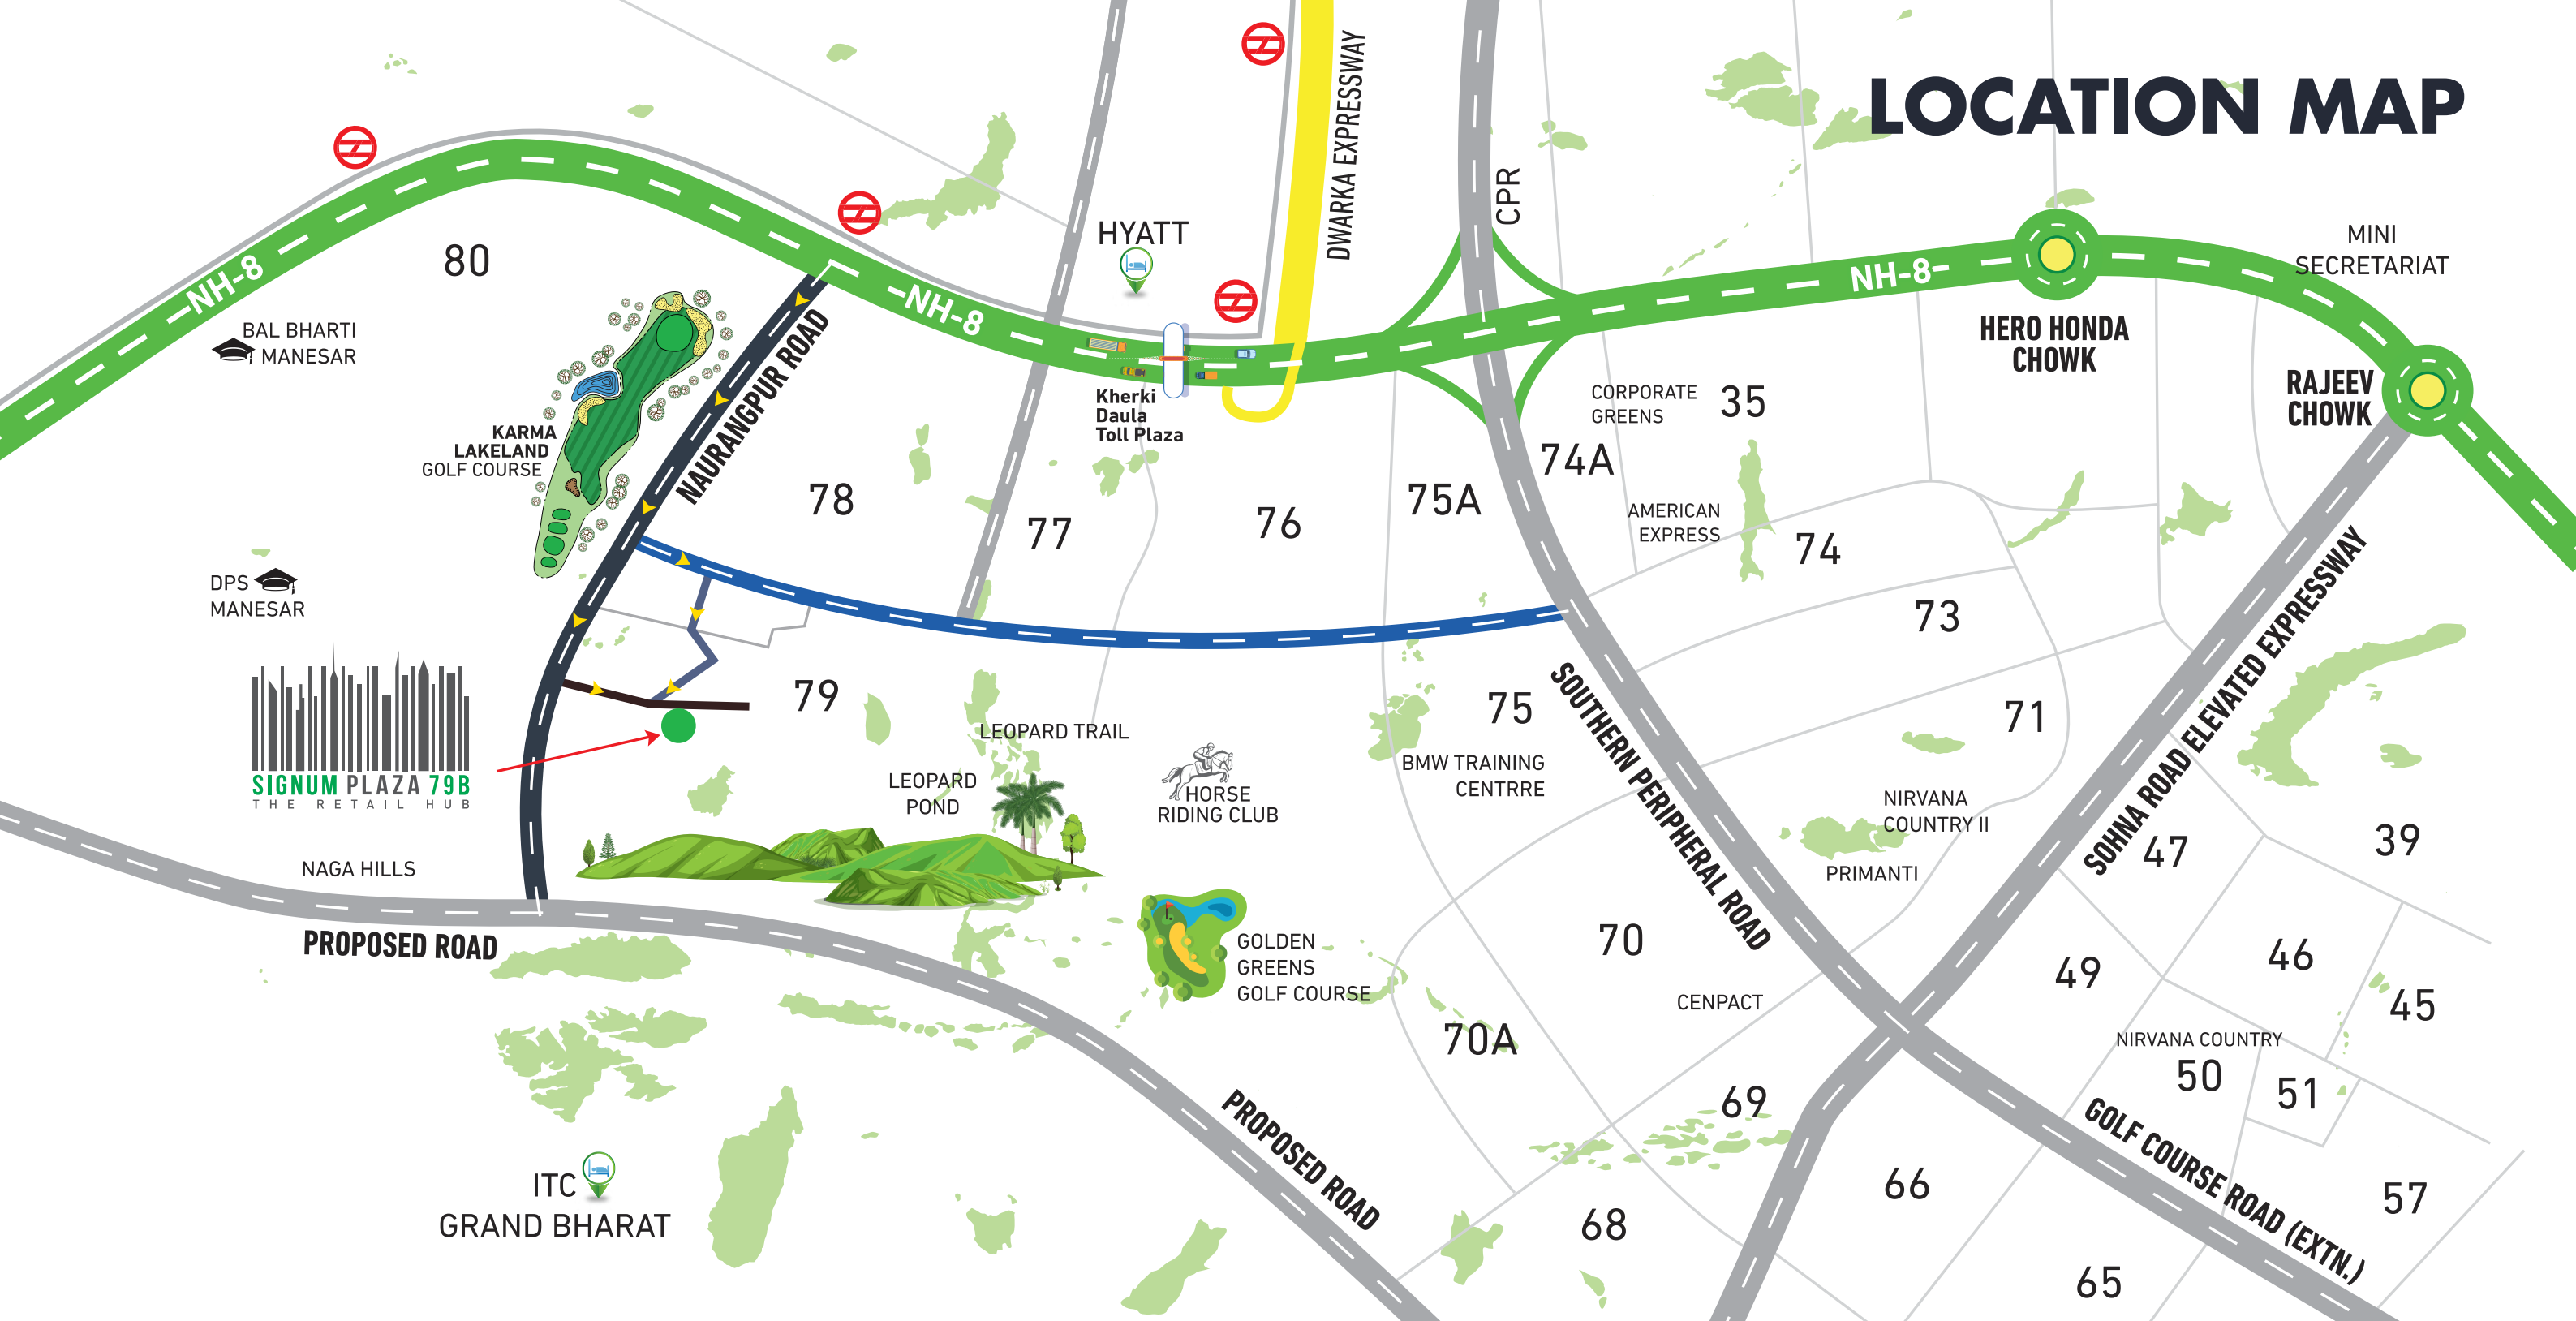 LOCATION MAP
DWARKA EXPRESSWAY
CPR
HYATT
MINI
SECRETARIAT
NH-8
80
NH-8
NH-8
BAL BHARTI
MANESAR
NAURANGPUR ROAD
HERO HONDA
CHOWK
RAJEEV
CHOWK
Kherki
Daula
Toll Plaza
CORPORATE
GREENS
35
KARMA
LAKELAND
GOLF COURSE
74A
78
77
76
75A
AMERICAN
EXPRESS
74
DPS
MANESAR
73
SOHNA ROAD ELEVATED EXPRESSWAY
79
75
SOUTHERN PERIPHERAL ROAD
71
LEOPARD TRAIL
BMW TRAINING
CENTRRE
SIGNUM PLAZA 79B
THE RETAIL HUB
LEOPARD
POND
HORSE
RIDING CLUB
NIRVANA
COUNTRY II
PRIMANTI
47
39
NAGA HILLS
PROPOSED ROAD
GOLDEN
GREENS
GOLF COURSE
70
49
46
45
CENPACT
70A
NIRVANA COUNTRY
50
51
69
PROPOSED ROAD
GOLF COURSE ROAD (EXTN.)
ITC
GRAND BHARAT
68
66
57
65